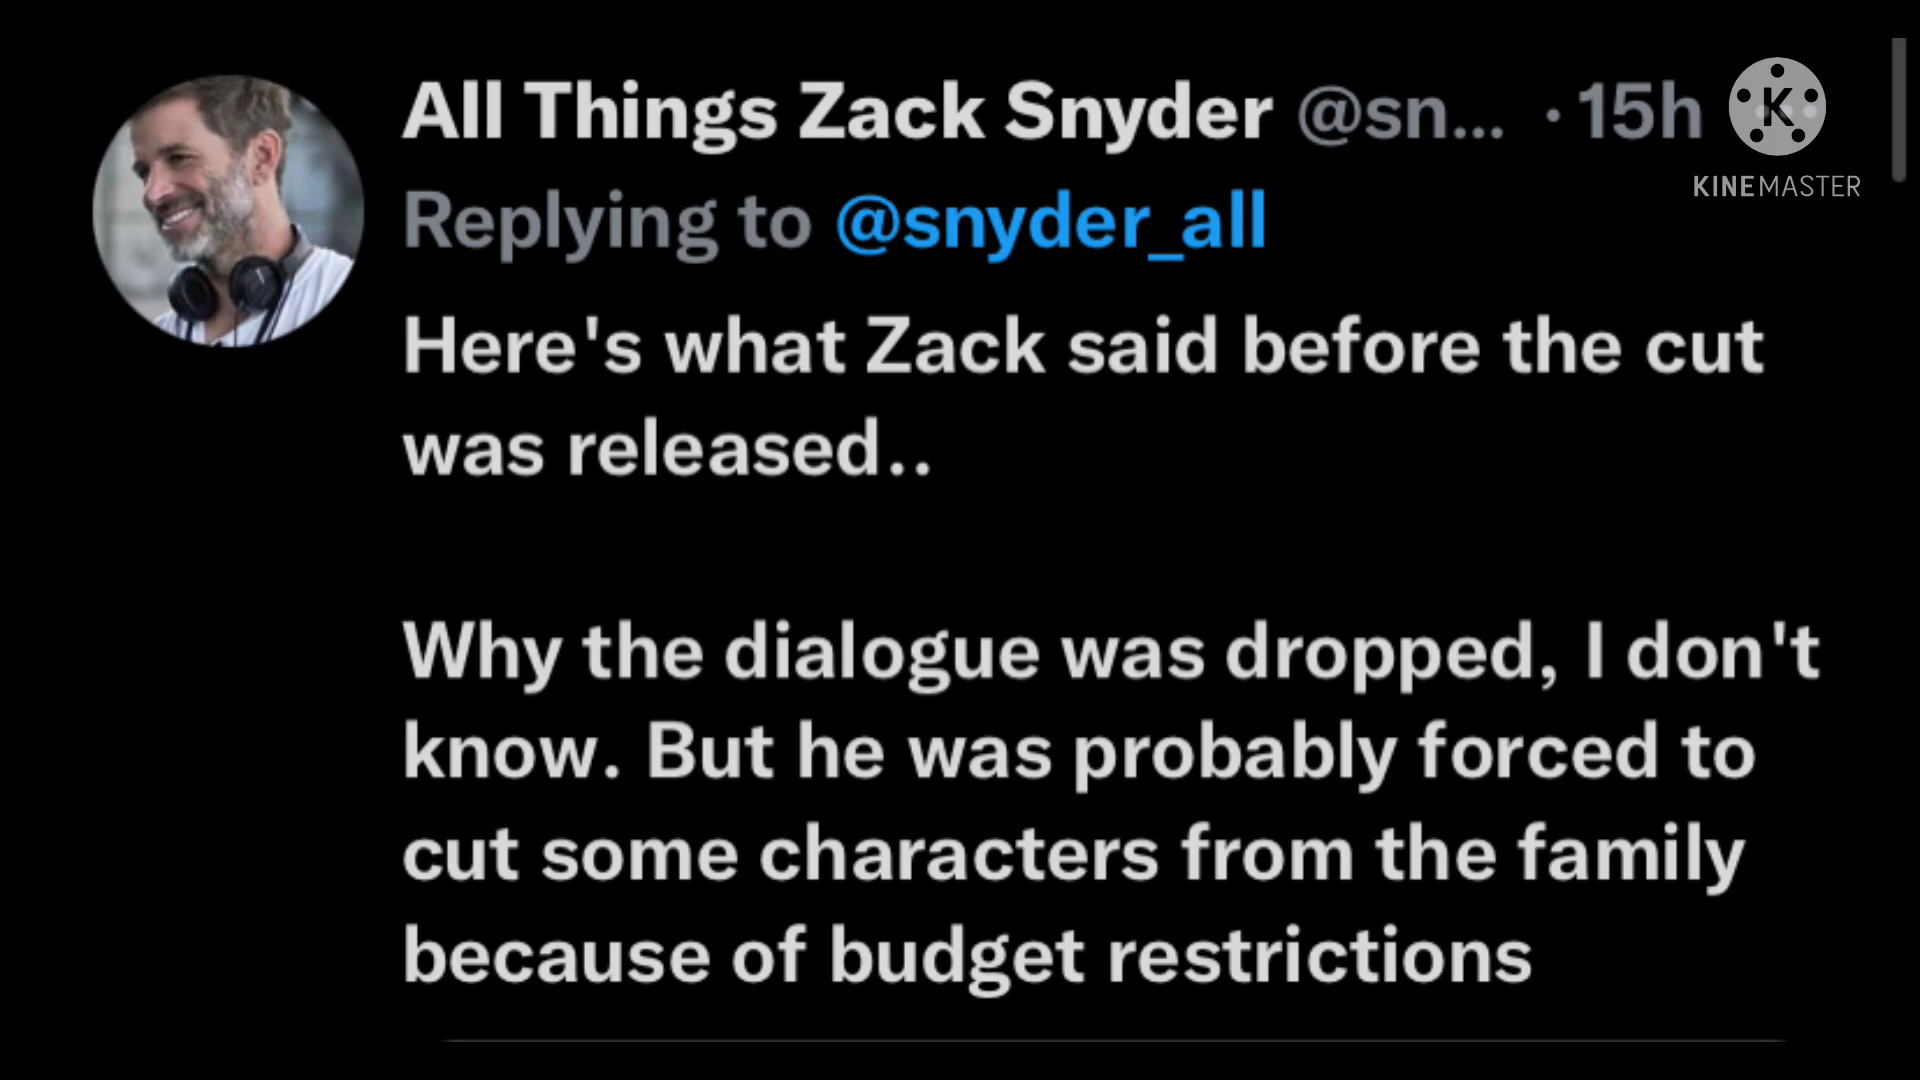 All Things Zack Snyder @sn... · 15h
KINEMASTER
Replying to @snyder_all
Here's what Zack said before the cut
was released..
Why the dialogue was dropped, I don't
know. But he was probably forced to
cut some characters from the family
because of budget restrictions